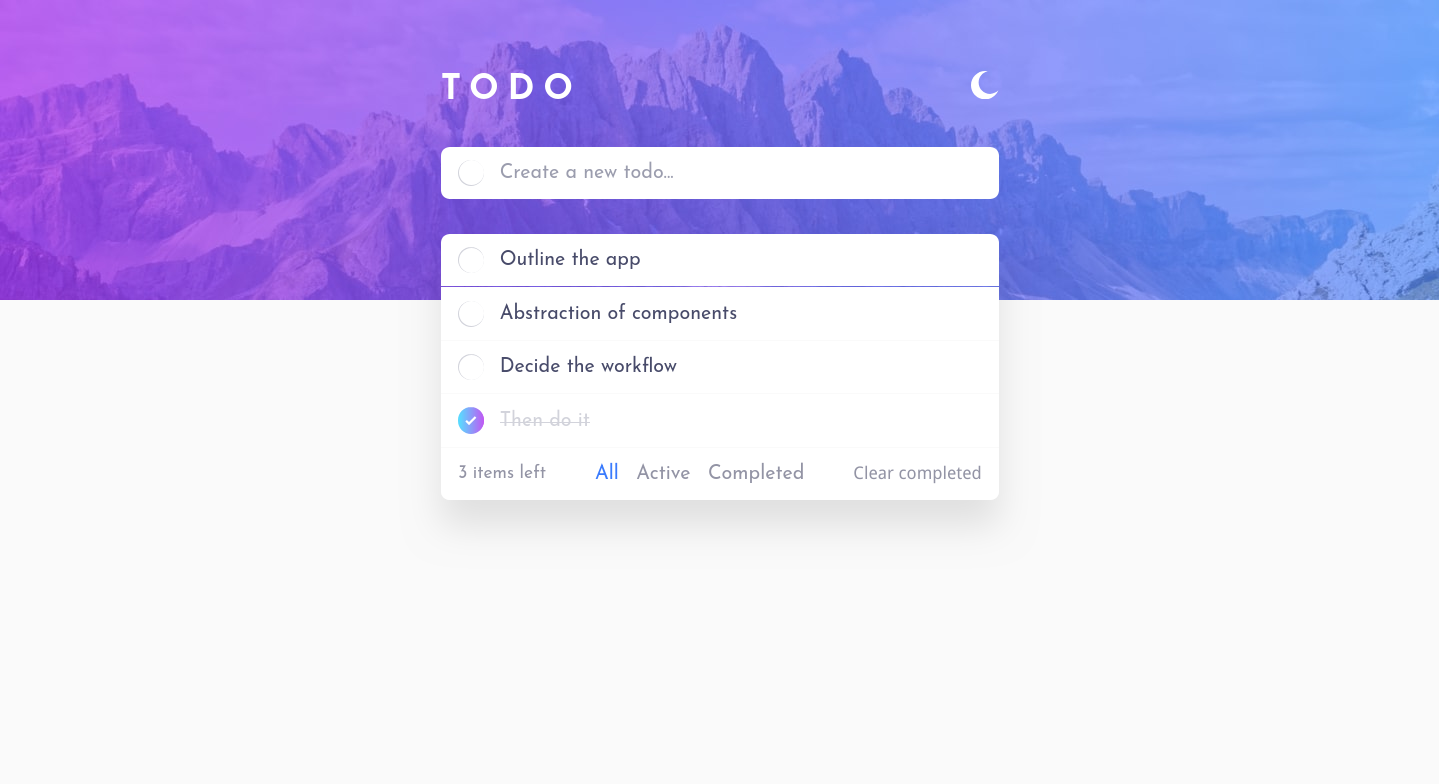 TODO
Create a new todo...
Outline the app
Abstraction of components
Decide the workflow
Then do it
3 items left All Active Completed Clear completed